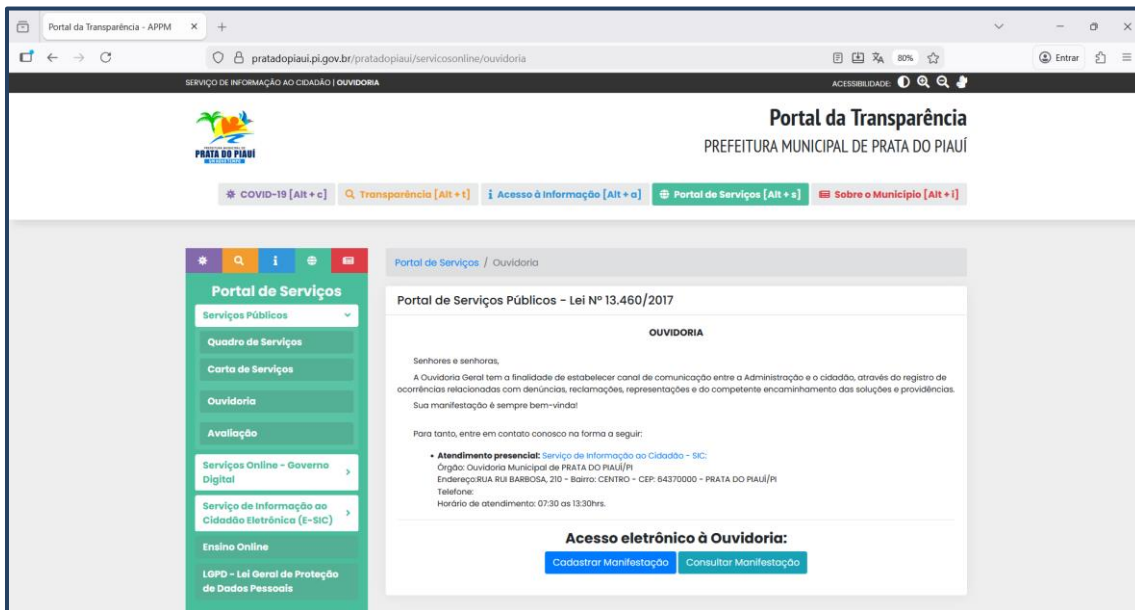 Portal da Transparência - APPM
pratadopiaui.pi.gov.br/pratadopiaui/servicosonline/ouvidoria
80%
Entrar
SERVIÇO DE INFORMAÇÃO AO CIDADÃO | OUVIDORIA
ACESSIBILIDADE:
PRATA DO PIAUÍ
Portal da Transparência
PREFEITURA MUNICIPAL DE PRATA DO PIAUÍ
COVID-19 [Alt + c]
Transparência [Alt + t]
Acesso à Informação [Alt + a]
Portal de Serviços [Alt + s]
Sobre o Município [Alt + i]
Portal de Serviços
Serviços Públicos
Quadro de Serviços
Carta de Serviços
Ouvidoria
Avaliação
Serviços Online - Governo
Digital
Serviço de Informação ao
Cidadão Eletrônica (E-SIC)
Ensino Online
LGPD - Lei Geral de Proteção
de Dados Pessoais
Portal de Serviços / Ouvidoria
Portal de Serviços Públicos - Lei Nº 13.460/2017
OUVIDORIA
Senhores e senhoras,
A Ouvidoria Geral tem a finalidade de estabelecer canal de comunicação entre a Administração e o cidadão, através do registro de
ocorrências relacionadas com denúncias, reclamações, representações e do competente encaminhamento das soluções e providências.
Sua manifestação é sempre bem-vinda!
Para tanto, entre em contato conosco na forma a seguir:
• Atendimento presencial: Serviço de Informação ao Cidadão - SIC:
Órgão: Ouvidoria Municipal de PRATA DO PIAUÍ/PI
Endereço:RUA RUI BARBOSA, 210 - Bairro: CENTRO - CEP: 64370000 - PRATA DO PIAUÍ/PI
Telefone:
Horário de atendimento: 07:30 as 13:30hrs.
Acesso eletrônico à Ouvidoria:
Cadastrar Manifestação
Consultar Manifestação